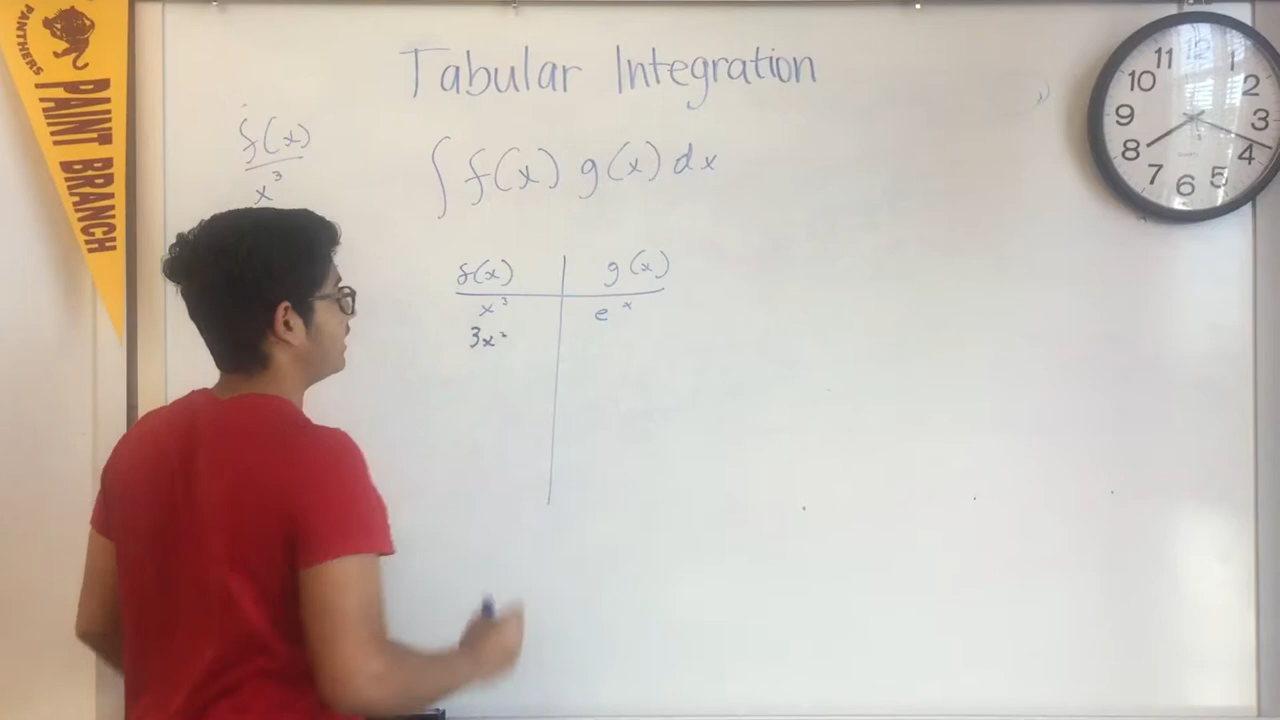 PANTHERS
PAINT BRANCH
Tabular Integration
f(x)
x³
∫ f(x) g(x) dx
f(x) g(x)
x³ eˣ
3x²
12
1
2
3
4
5
6
7
8
9
10
11